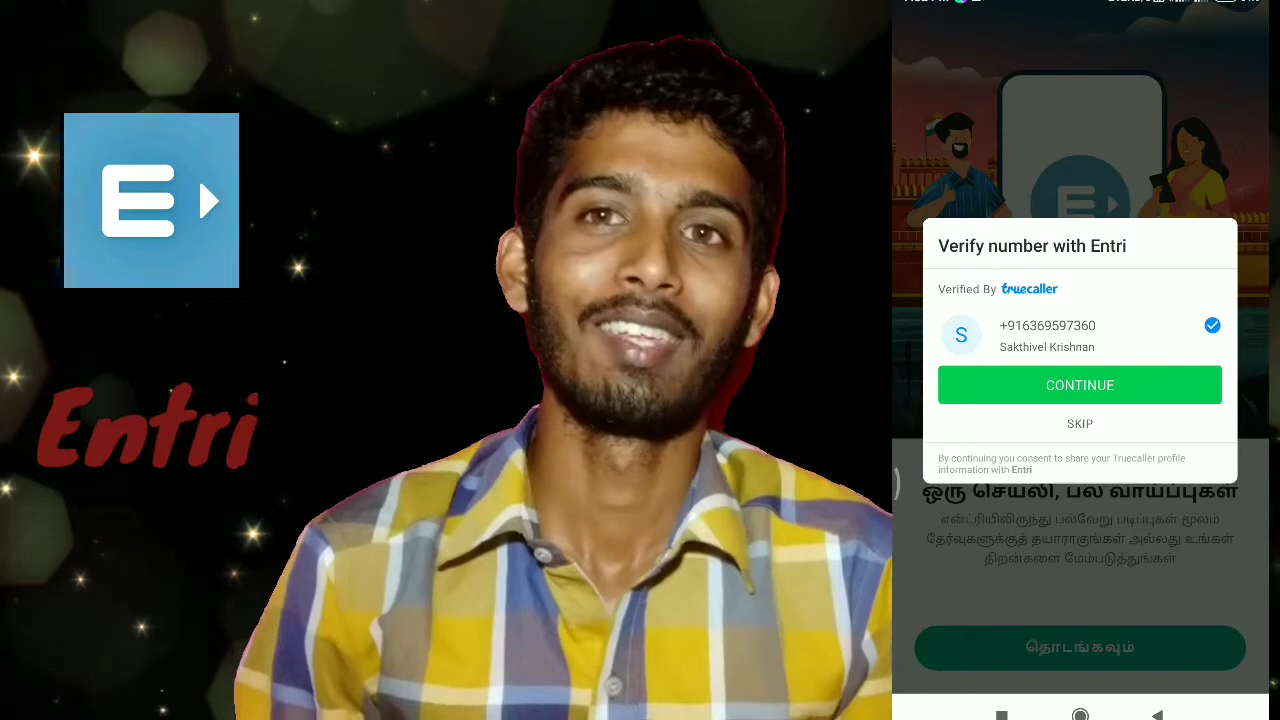 Entri
Verify number with Entri
Verified By truecaller
S
+916369597360
Sakthivel Krishnan
CONTINUE
SKIP
By continuing you consent to share your Truecaller profile
information with Entri
ஒரு செயலி, பல வாய்ப்புகள்
என்ட்ரியிலிருந்து பல்வேறு படிப்புகள் மூலம்
தேர்வுகளுக்குத் தயாராகுங்கள் அல்லது உங்கள்
திறன்களை மேம்படுத்துங்கள்
தொடங்கவும்